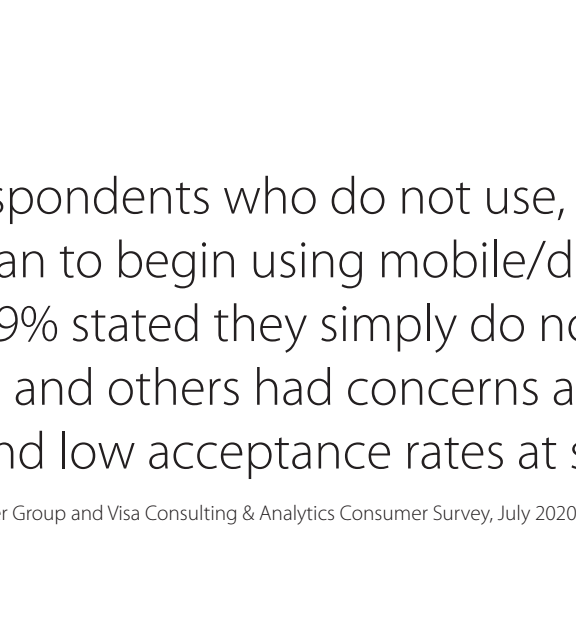 spondents who do not use,
an to begin using mobile/d
9% stated they simply do no
and others had concerns a
nd low acceptance rates at s
er Group and Visa Consulting & Analytics Consumer Survey, July 2020